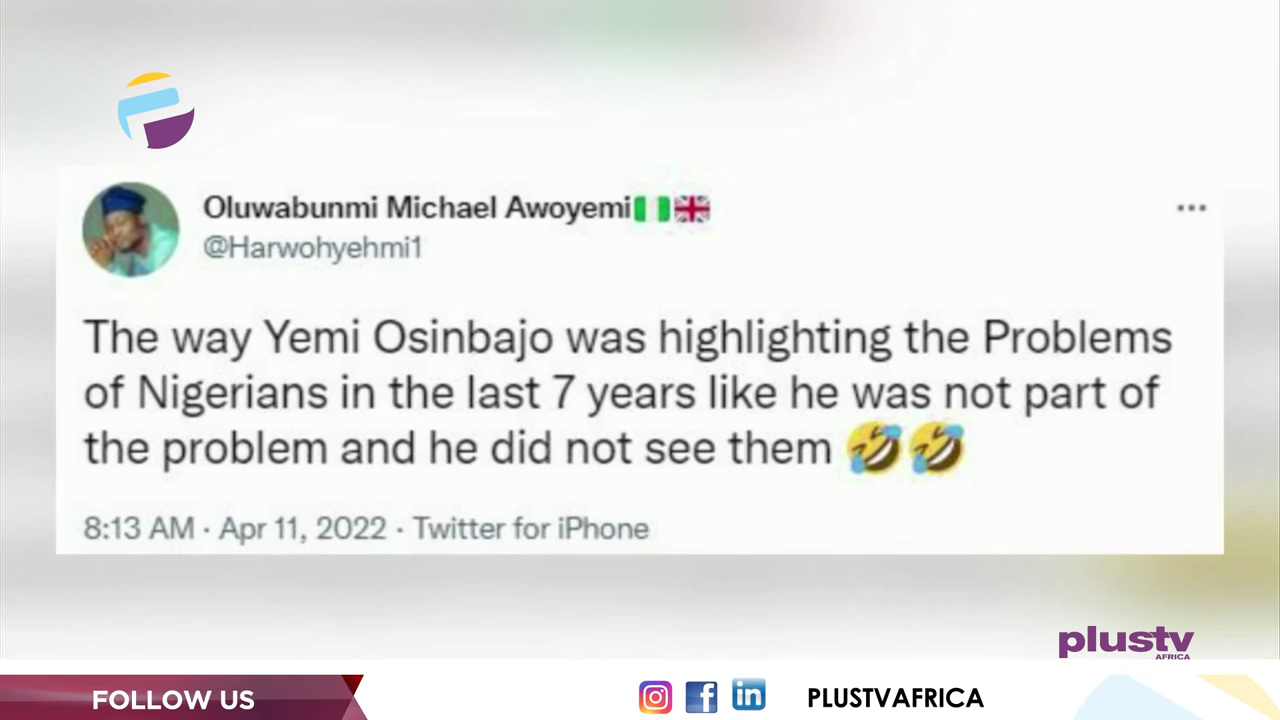 Oluwabunmi Michael Awoyemi🇳🇬🇬🇧
@Harwohyehmi1
The way Yemi Osinbajo was highlighting the Problems
of Nigerians in the last 7 years like he was not part of
the problem and he did not see them 🤣🤣
8:13 AM · Apr 11, 2022 · Twitter for iPhone
plustv
AFRICA
FOLLOW US
PLUSTVAFRICA